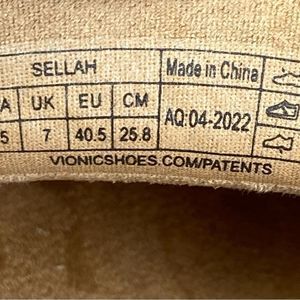 SELLAH
Made in China
A UK EU CM
5 7 40.5 25.8
AQ:04-2022
VIONICSHOES.COM/PATENTS